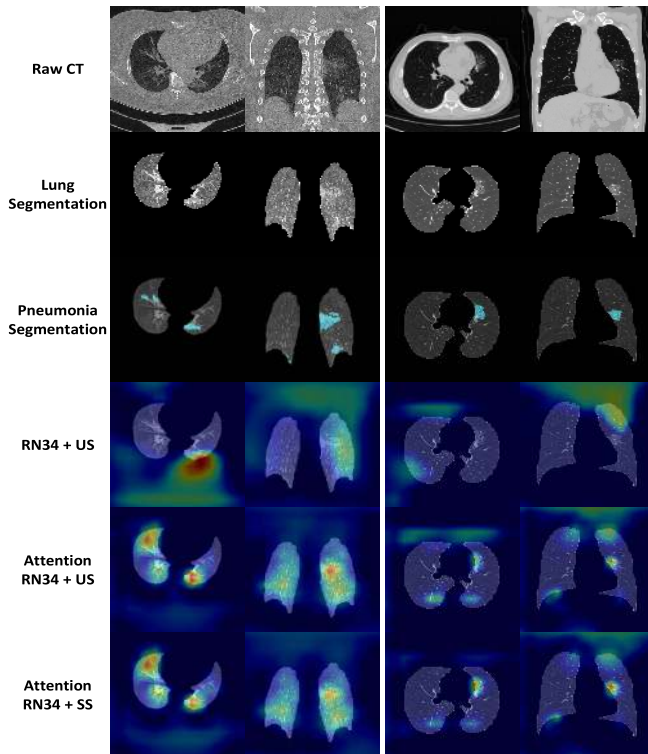 Raw CT
Lung
Segmentation
Pneumonia
Segmentation
RN34 + US
Attention
RN34 + US
Attention
RN34 + SS